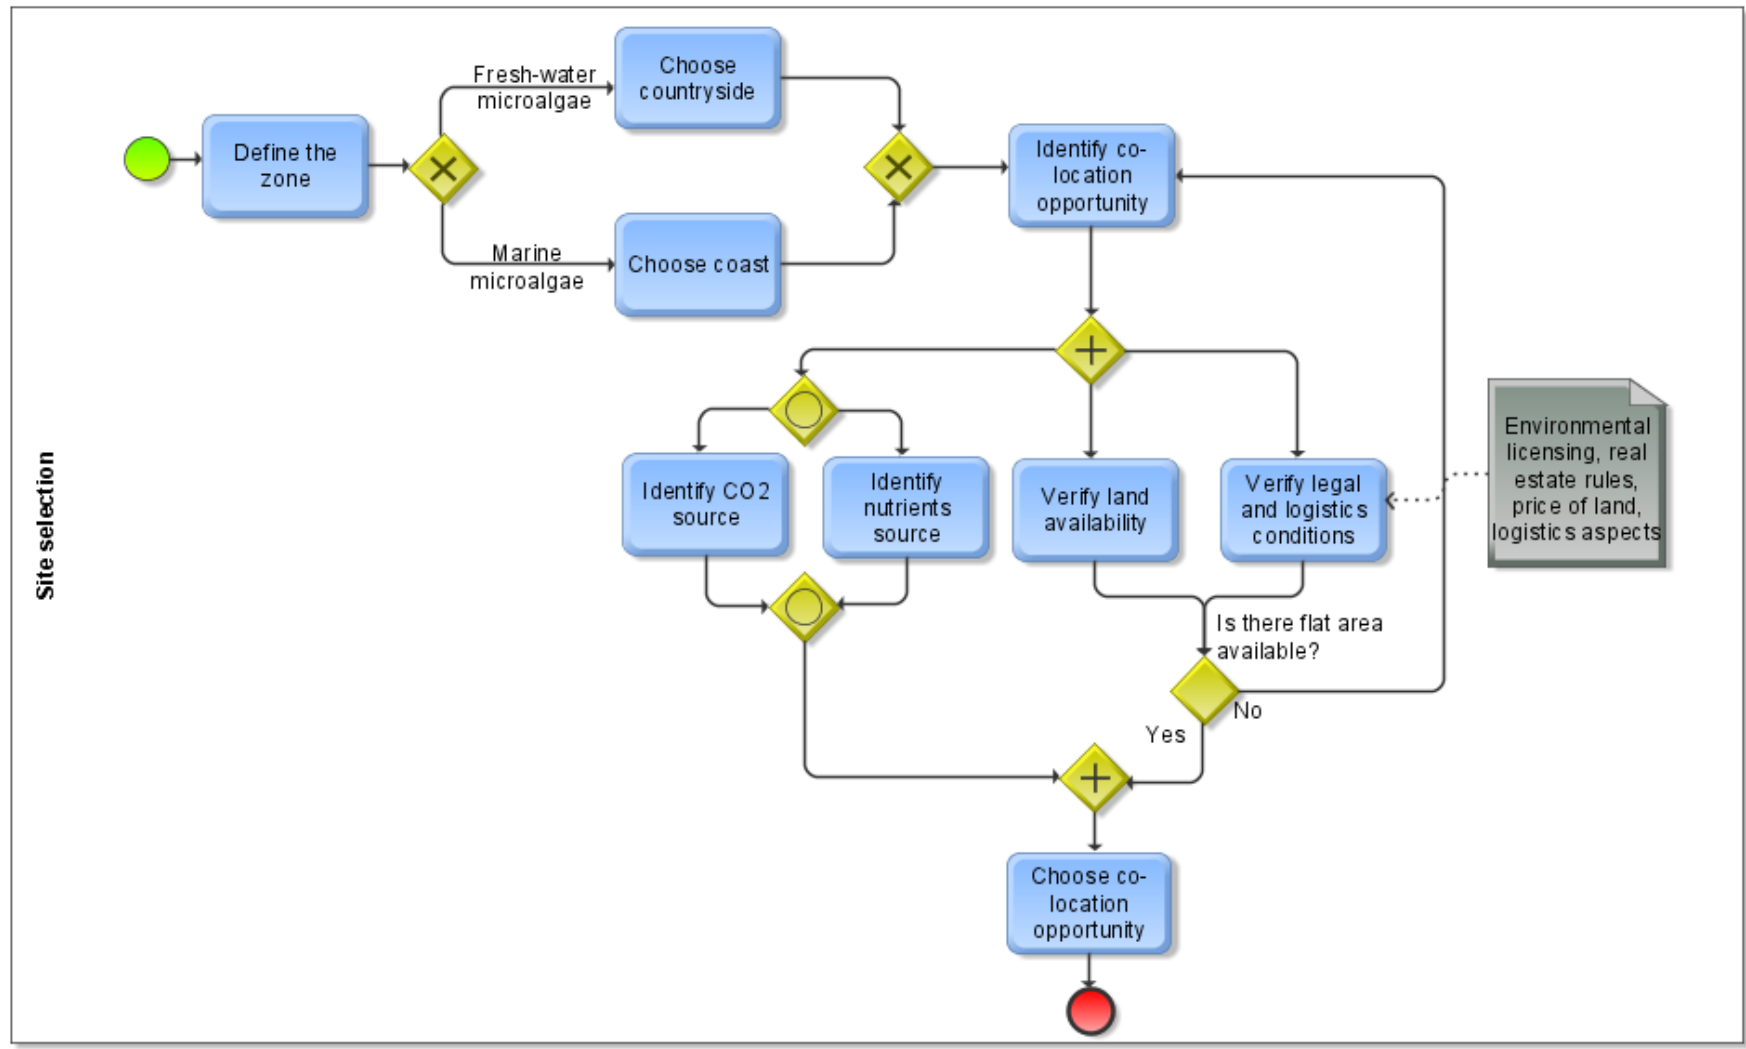 Site selection
Define the
zone
Fresh-water
microalgae
Marine
microalgae
Choose
countryside
Choose coast
Identify co-
location
opportunity
Identify CO2
source
Identify
nutrients
source
Verify land
availability
Verify legal
and logistics
conditions
Environmental
licensing, real
estate rules,
price of land,
logistics aspects
Is there flat area
available?
No
Yes
Choose co-
location
opportunity